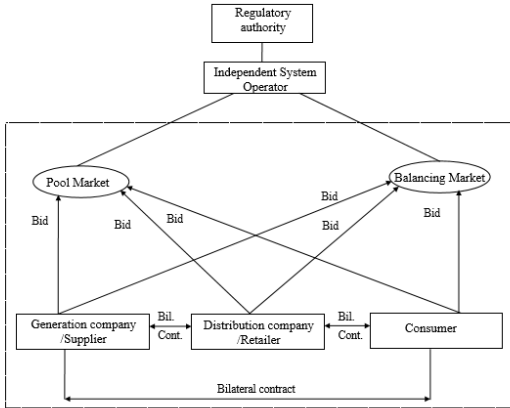 Regulatory
authority
Independent System
Operator
Pool Market
Balancing Market
Bid
Bid
Bid
Bid
Bid
Bid
Generation company
/Supplier
Bil.
Cont.
Distribution company
/Retailer
Bil.
Cont.
Consumer
Bilateral contract